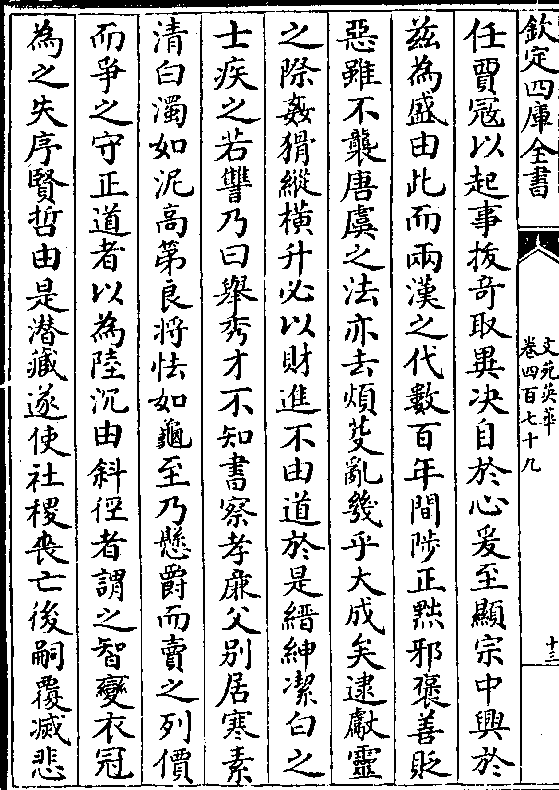 欽定四庫全書
文苑英華
卷四百七十九
十三
任賈冦以起事拔竒取異决自於心爰至顯宗中興於
兹為盛由此而兩漢之代數百年間陟正黜邪褒善貶
惡雖不襲唐虞之法亦去煩芟亂幾乎大成矣逮獻靈
之際姦猾縱横升必以財進不由道於是縉紳潔白之
士疾之若讐乃曰舉秀才不知書察孝廉父别居寒素
清白濁如泥高第良将怯如龜至乃懸爵而賣之列價
而爭之守正道者以為陸沉由斜徑者謂之智變衣冠
為之失序賢哲由是潜藏遂使社稷喪亡後嗣覆滅悲